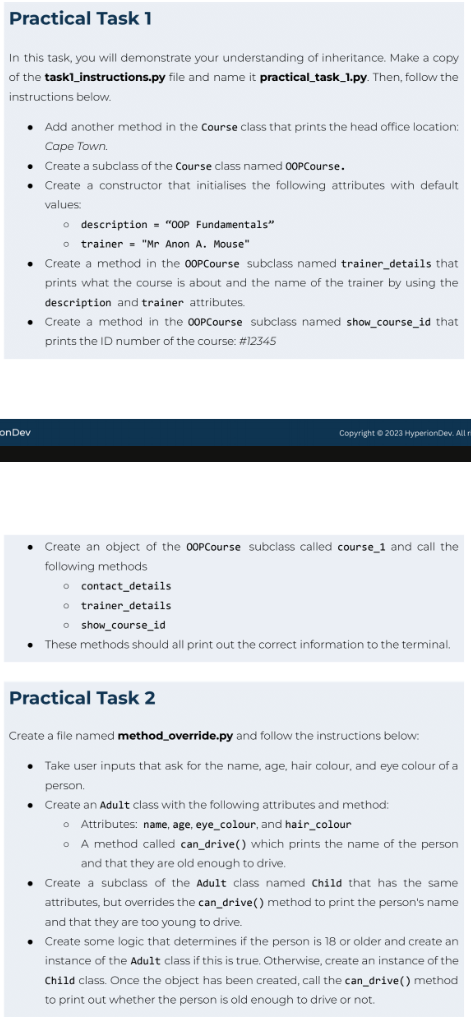 Practical Task 1
In this task, you will demonstrate your understanding of inheritance. Make a copy
of the task1_instructions.py file and name it practical_task_1.py. Then, follow the
instructions below.
● Add another method in the Course class that prints the head office location:
Cape Town.
● Create a subclass of the Course class named OOPCourse.
● Create a constructor that initialises the following attributes with default
values:
○ description = “OOP Fundamentals”
○ trainer = "Mr Anon A. Mouse"
● Create a method in the OOPCourse subclass named trainer_details that
prints what the course is about and the name of the trainer by using the
description and trainer attributes.
● Create a method in the OOPCourse subclass named show_course_id that
prints the ID number of the course: #12345
onDev
Copyright © 2023 HyperionDev. All r
● Create an object of the OOPCourse subclass called course_1 and call the
following methods
○ contact_details
○ trainer_details
○ show_course_id
● These methods should all print out the correct information to the terminal.
Practical Task 2
Create a file named method_override.py and follow the instructions below:
● Take user inputs that ask for the name, age, hair colour, and eye colour of a
person.
● Create an Adult class with the following attributes and method:
○ Attributes: name, age, eye_colour, and hair_colour
○ A method called can_drive() which prints the name of the person
and that they are old enough to drive.
● Create a subclass of the Adult class named Child that has the same
attributes, but overrides the can_drive() method to print the person's name
and that they are too young to drive.
● Create some logic that determines if the person is 18 or older and create an
instance of the Adult class if this is true. Otherwise, create an instance of the
Child class. Once the object has been created, call the can_drive() method
to print out whether the person is old enough to drive or not.